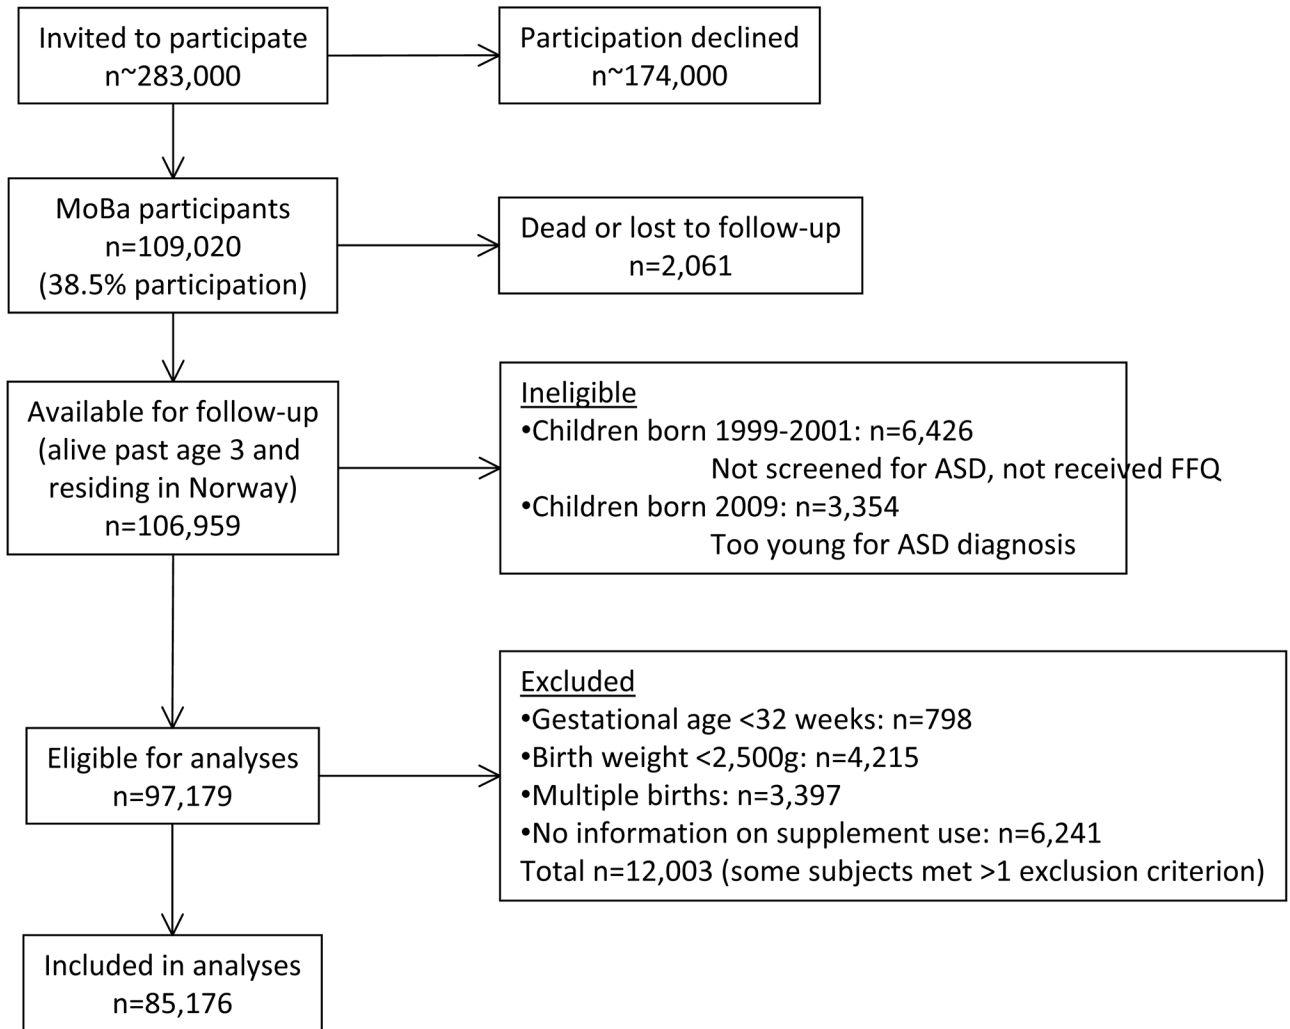 Invited to participate
n~283,000
Participation declined
n~174,000
MoBa participants
n=109,020
(38.5% participation)
Dead or lost to follow-up
n=2,061
Available for follow-up
(alive past age 3 and
residing in Norway)
n=106,959
Ineligible
•Children born 1999-2001: n=6,426
Not screened for ASD, not received FFQ
•Children born 2009: n=3,354
Too young for ASD diagnosis
Eligible for analyses
n=97,179
Excluded
•Gestational age <32 weeks: n=798
•Birth weight <2,500g: n=4,215
•Multiple births: n=3,397
•No information on supplement use: n=6,241
Total n=12,003 (some subjects met >1 exclusion criterion)
Included in analyses
n=85,176